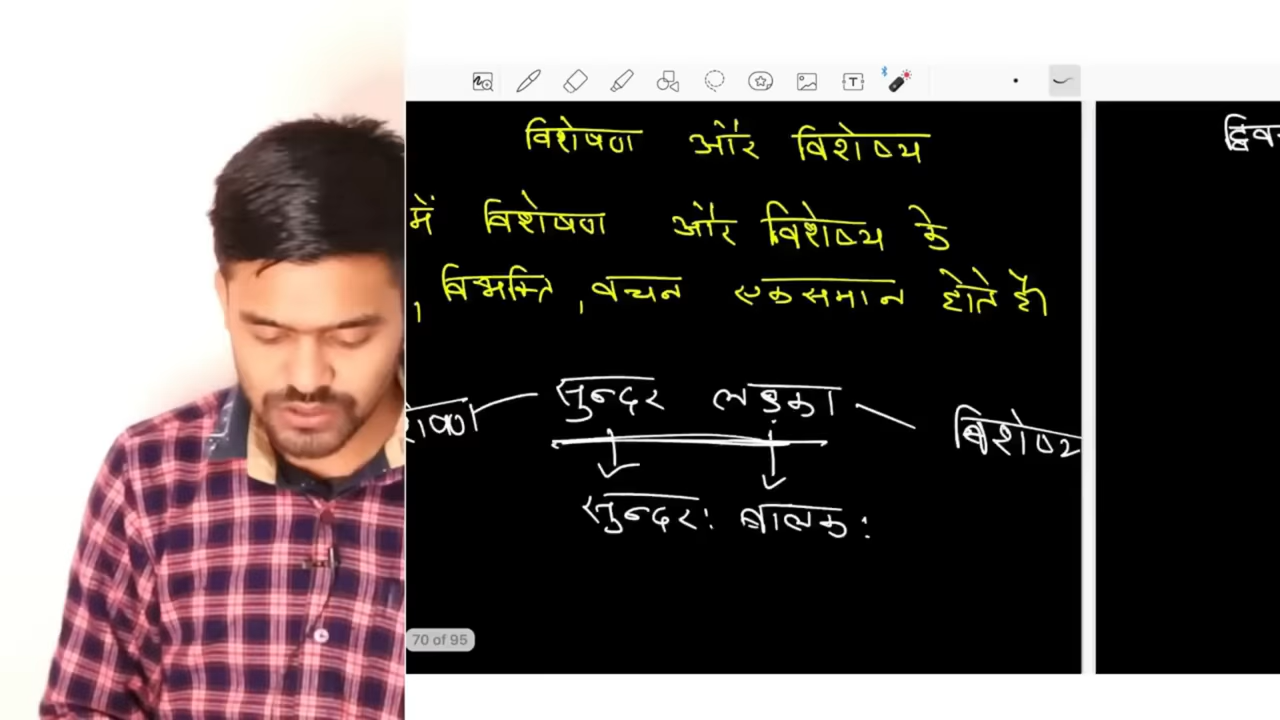 विशेषण और विशेष्य
में विशेषण और विशेष्य के
, विभक्ति, वचन एकसमान होते हैं।
सुन्दर लड़का
विशेष्य
सुन्दरः बालकः
70 of 95